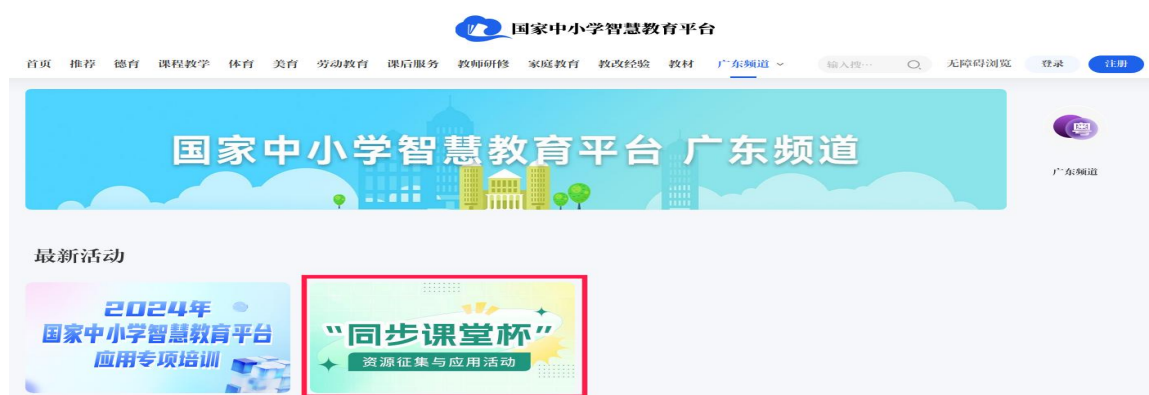 国家中小学智慧教育平台
首页 推荐 德育 课程教学 体育 美育 劳动教育 课后服务 教师研修 家庭教育 教改经验 教材 广东频道 输入搜… 无障碍浏览 登录 注册
国家中小学智慧教育平台 广东频道
粤
广东频道
最新活动
2024年
国家中小学智慧教育平台
应用专项培训
“同步课堂杯”
资源征集与应用活动